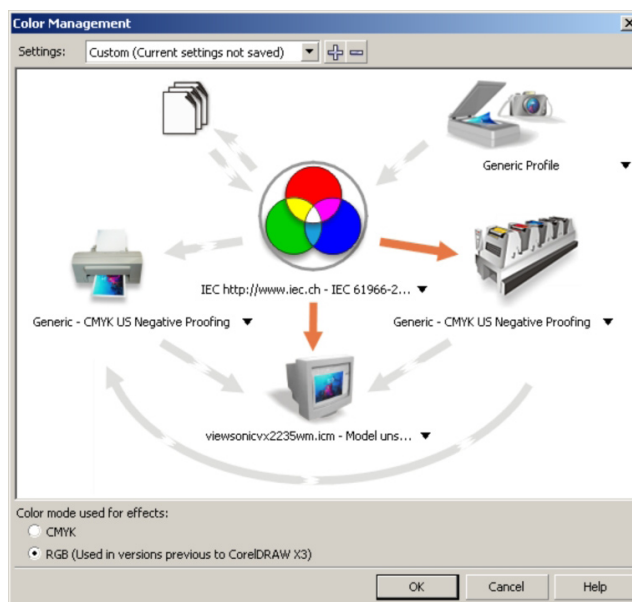 Color Management
Settings: Custom (Current settings not saved)
Generic Profile
IEC http://www.iec.ch - IEC 61966-2...
Generic - CMYK US Negative Proofing
Generic - CMYK US Negative Proofing
viewsonicvx2235wm.icm - Model uns...
Color mode used for effects:
CMYK
RGB (Used in versions previous to CorelDRAW X3)
OK Cancel Help